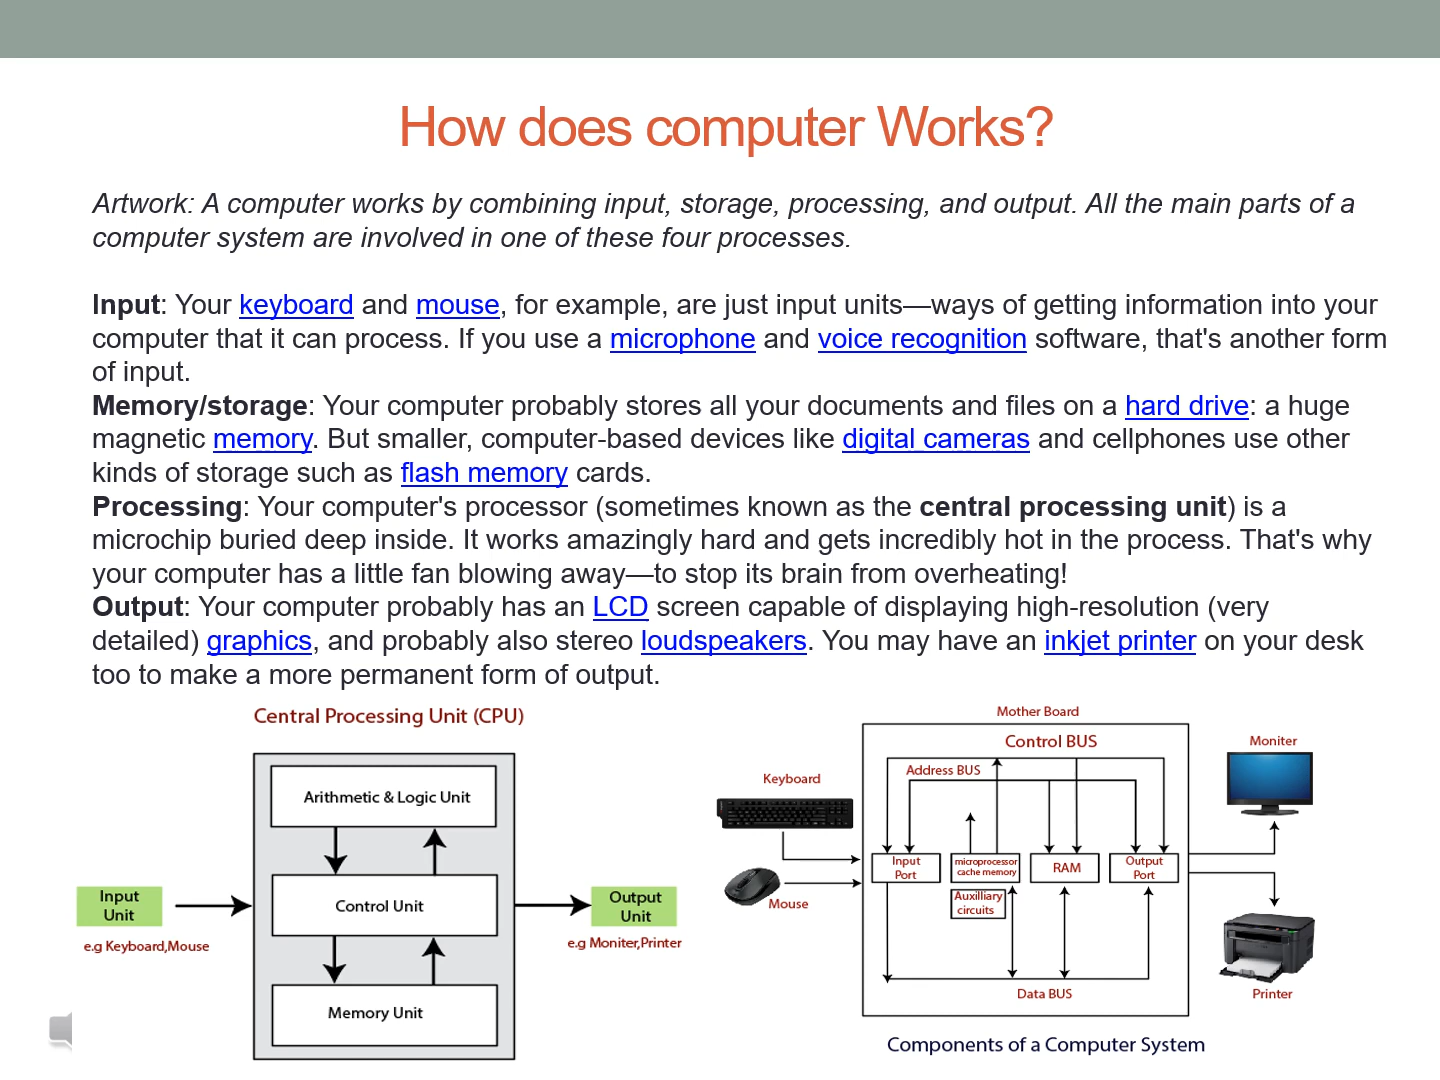 How does computer Works?
Artwork: A computer works by combining input, storage, processing, and output. All the main parts of a
computer system are involved in one of these four processes.
Input: Your keyboard and mouse, for example, are just input units—ways of getting information into your
computer that it can process. If you use a microphone and voice recognition software, that's another form
of input.
Memory/storage: Your computer probably stores all your documents and files on a hard drive: a huge
magnetic memory. But smaller, computer-based devices like digital cameras and cellphones use other
kinds of storage such as flash memory cards.
Processing: Your computer's processor (sometimes known as the central processing unit) is a
microchip buried deep inside. It works amazingly hard and gets incredibly hot in the process. That's why
your computer has a little fan blowing away—to stop its brain from overheating!
Output: Your computer probably has an LCD screen capable of displaying high-resolution (very
detailed) graphics, and probably also stereo loudspeakers. You may have an inkjet printer on your desk
too to make a more permanent form of output.
Central Processing Unit (CPU)
Arithmetic & Logic Unit
Input
Unit
e.g Keyboard,Mouse
Control Unit
Output
Unit
e.g Moniter,Printer
Memory Unit
Mother Board
Control BUS
Address BUS
Moniter
Keyboard
Mouse
Input
Port
microprocessor
cache memory
RAM
Output
Port
Auxilliary
circuits
Data BUS
Printer
Components of a Computer System